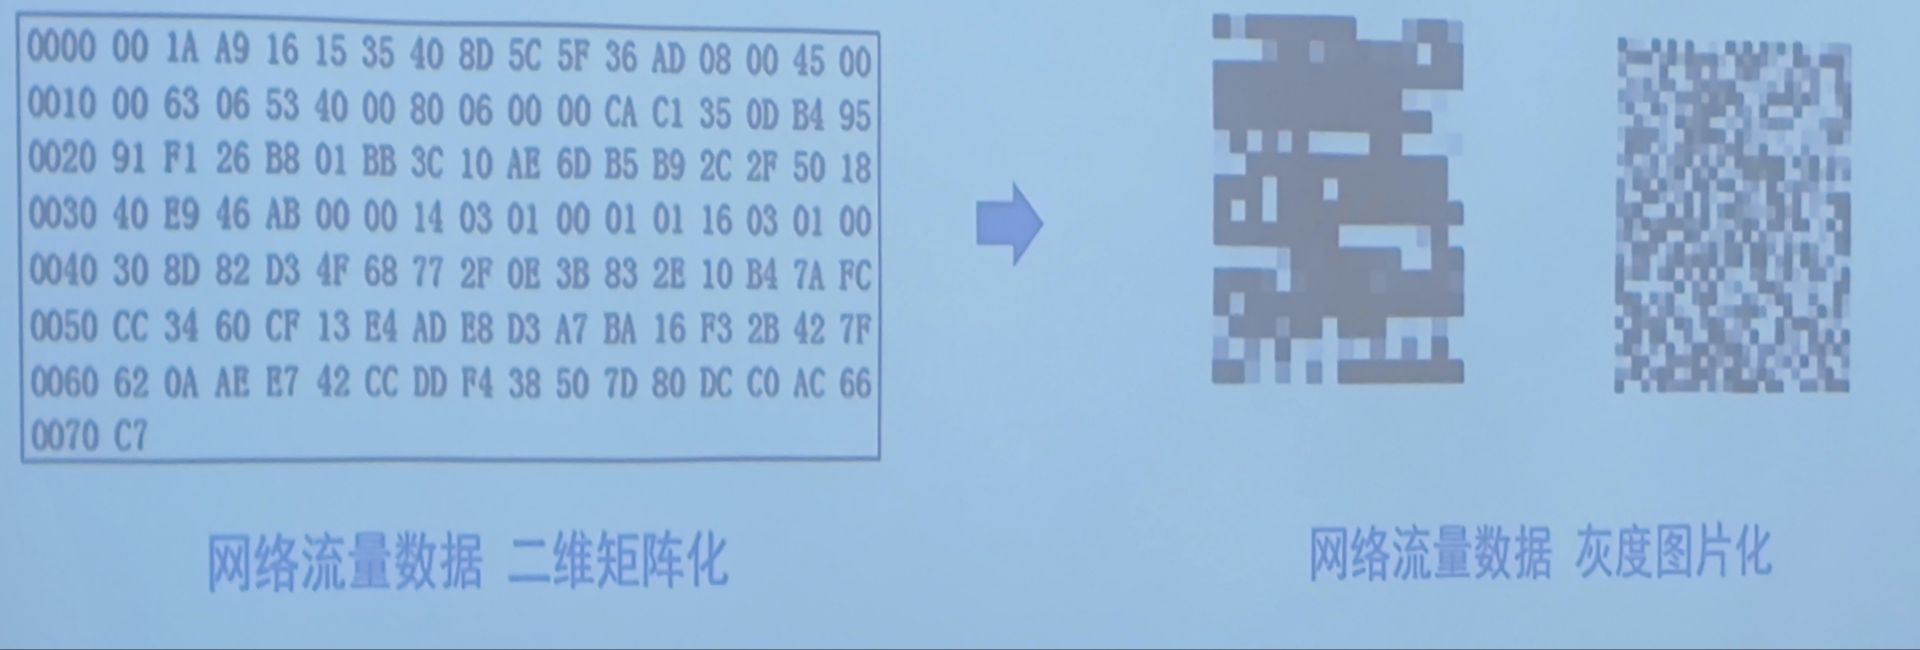 0000 00 1A A9 16 15 35 40 8D 5C 5F 36 AD 08 00 45 00
0010 00 63 06 53 40 00 80 06 00 00 CA C1 35 0D B4 95
0020 91 F1 26 B8 01 BB 3C 10 AE 6D B5 B9 2C 2F 50 18
0030 40 E9 46 AB 00 00 14 03 01 00 01 01 16 03 01 00
0040 30 8D 82 D3 4F 68 77 2F 0E 3B 83 2E 10 B4 7A FC
0050 CC 34 60 CF 13 E4 AD E8 D3 A7 BA 16 F3 2B 42 7F
0060 62 0A AE E7 42 CC DD F4 38 50 7D 80 DC C0 AC 66
0070 C7
网络流量数据 二维矩阵化
网络流量数据 灰度图片化